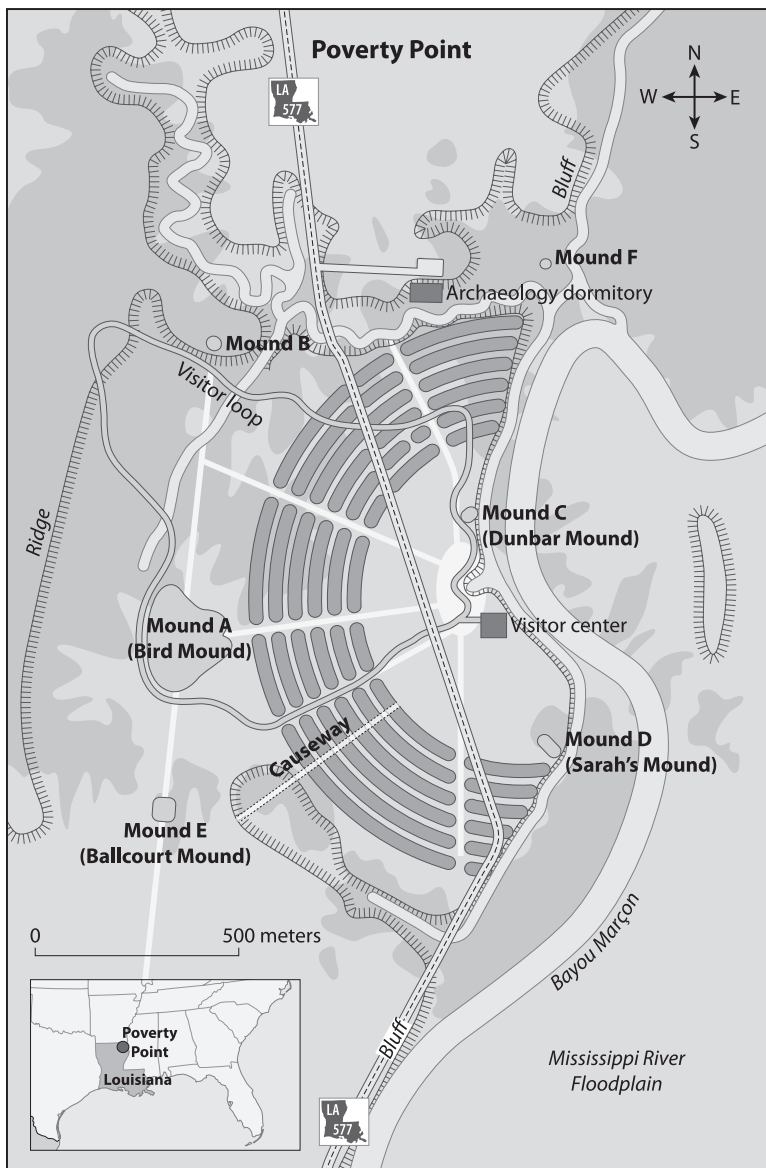 Poverty Point
LA
577
N
W E
S
Bluff
Mound F
Archaeology dormitory
Mound B
Visitor loop
Ridge
Mound C
(Dunbar Mound)
Mound A
(Bird Mound)
Visitor center
Causeway
Mound D
(Sarah's Mound)
Mound E
(Ballcourt Mound)
0 500 meters
Bayou Marçon
Poverty
Point
Louisiana
Bluff
Mississippi River
Floodplain
LA
577